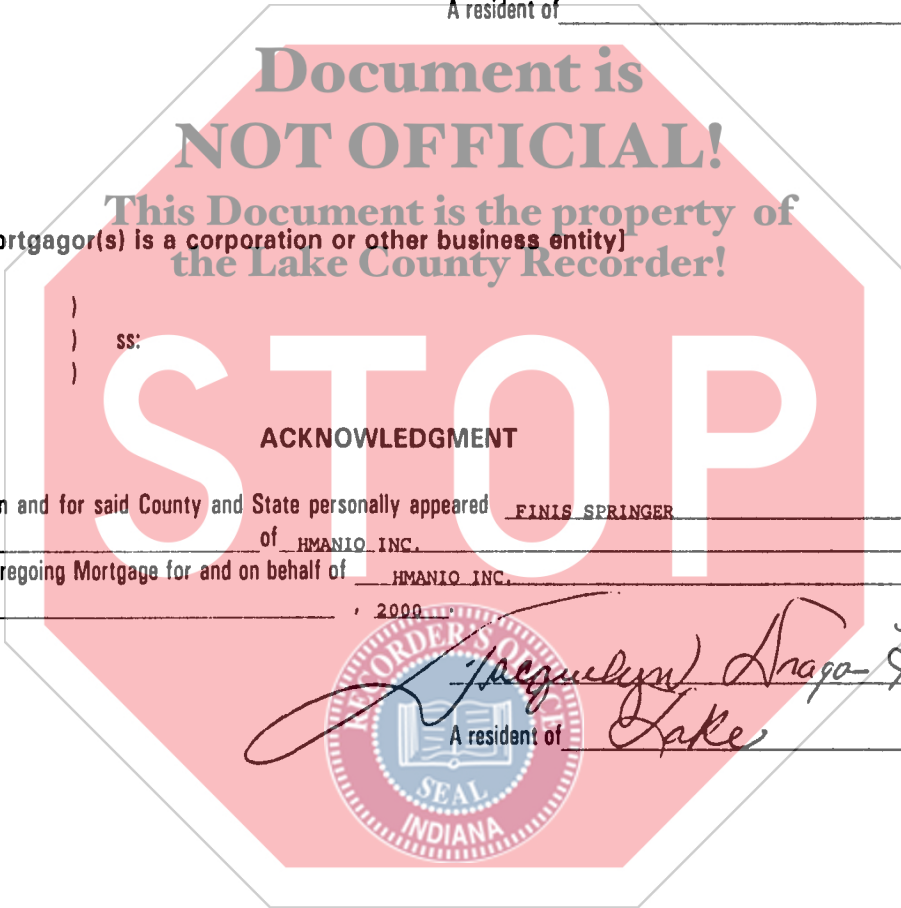 A resident of
Document is
NOT OFFICIAL!
This Document is the property of
ortgagor(s) is a corporation or other business entity]
the Lake County Recorder!
)
) ss:
)
STOP
ACKNOWLEDGMENT
n and for said County and State personally appeared FINIS SPRINGER
of HMANIO INC.
regoing Mortgage for and on behalf of HMANIO INC.
, 2000 .
Jacquelyn Drago-
A resident of Lake
RECORDER'S OFFICE
SEAL
INDIANA